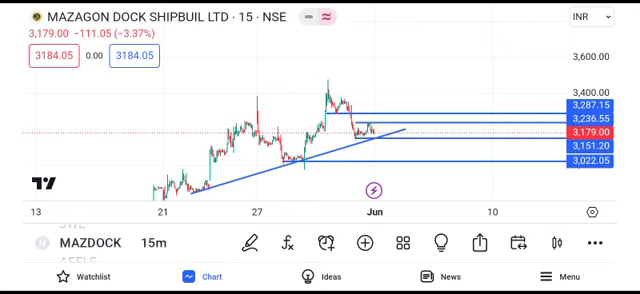 MAZAGON DOCK SHIPBUIL LTD · 15 · NSE
INR
3,179.00 −111.05 (−3.37%)
3184.05 0.00 3184.05
3,600.00
3,400.00
3,287.15
3,236.55
3,179.00
3,151.20
3,022.05
13 21 27 Jun 10
MAZDOCK 15m
Watchlist Chart Ideas News Menu